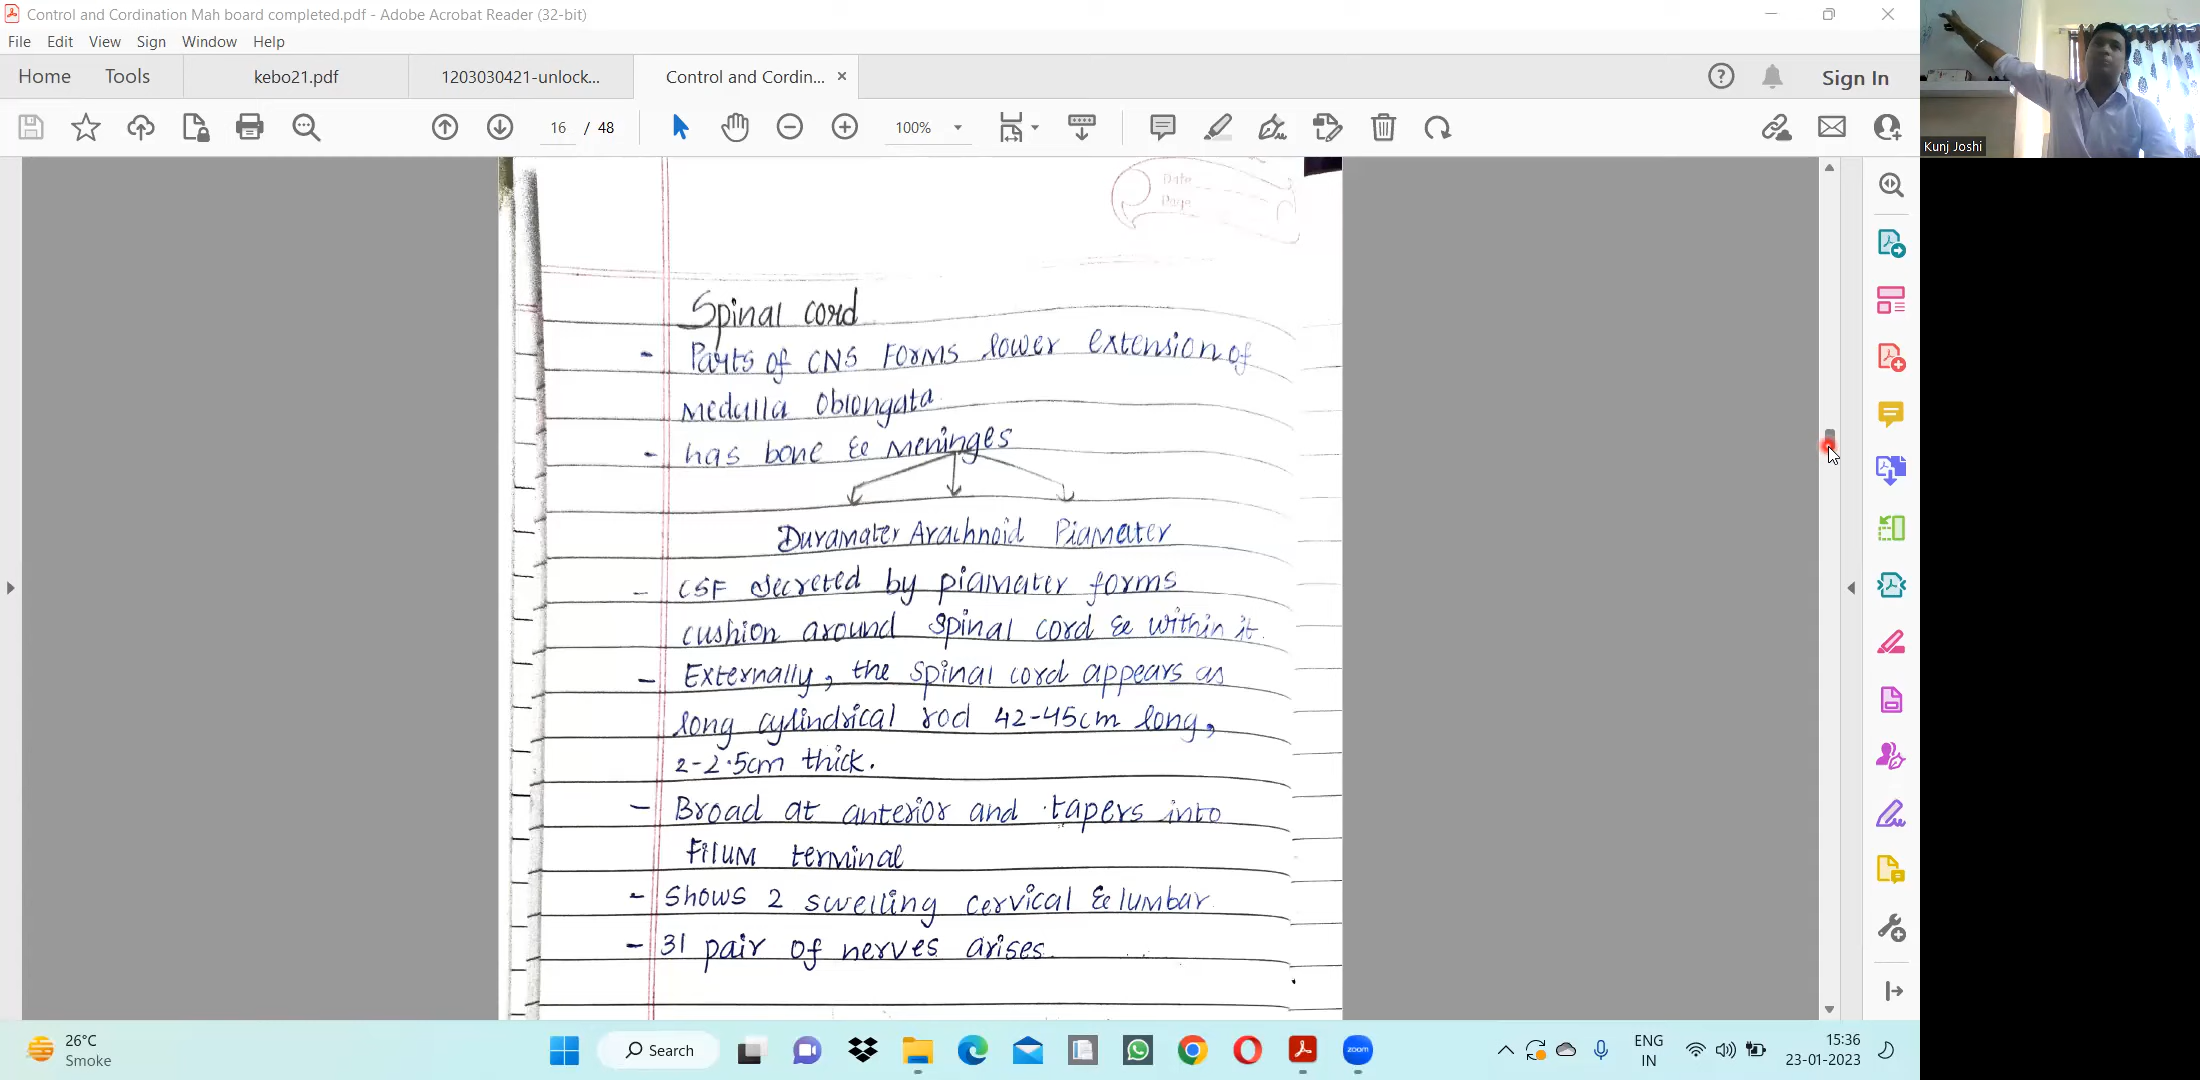 Control and Cordination Mah board completed.pdf - Adobe Acrobat Reader (32-bit)
File Edit View Sign Window Help
Home Tools kebo21.pdf 1203030421-unlock... Control and Cordin... × Sign In
16 / 48 100%
Kunj Joshi
Date
Page
Spinal cord
- Parts of CNS Forms lower extension of
Medulla Oblongata
- has bone & Meninges
Duramater Arachnoid Piamater
- CSF secreted by piamater forms
cushion around spinal cord & within it.
- Externally, the spinal cord appears as
long cylindrical rod 42-45cm long,
2-2.5cm thick.
- Broad at anterior and tapers into
Filum terminal
- Shows 2 swelling cervical & lumbar
- 31 pair of nerves arises.
26°C
Smoke
Search
zoom
ENG
IN
15:36
23-01-2023